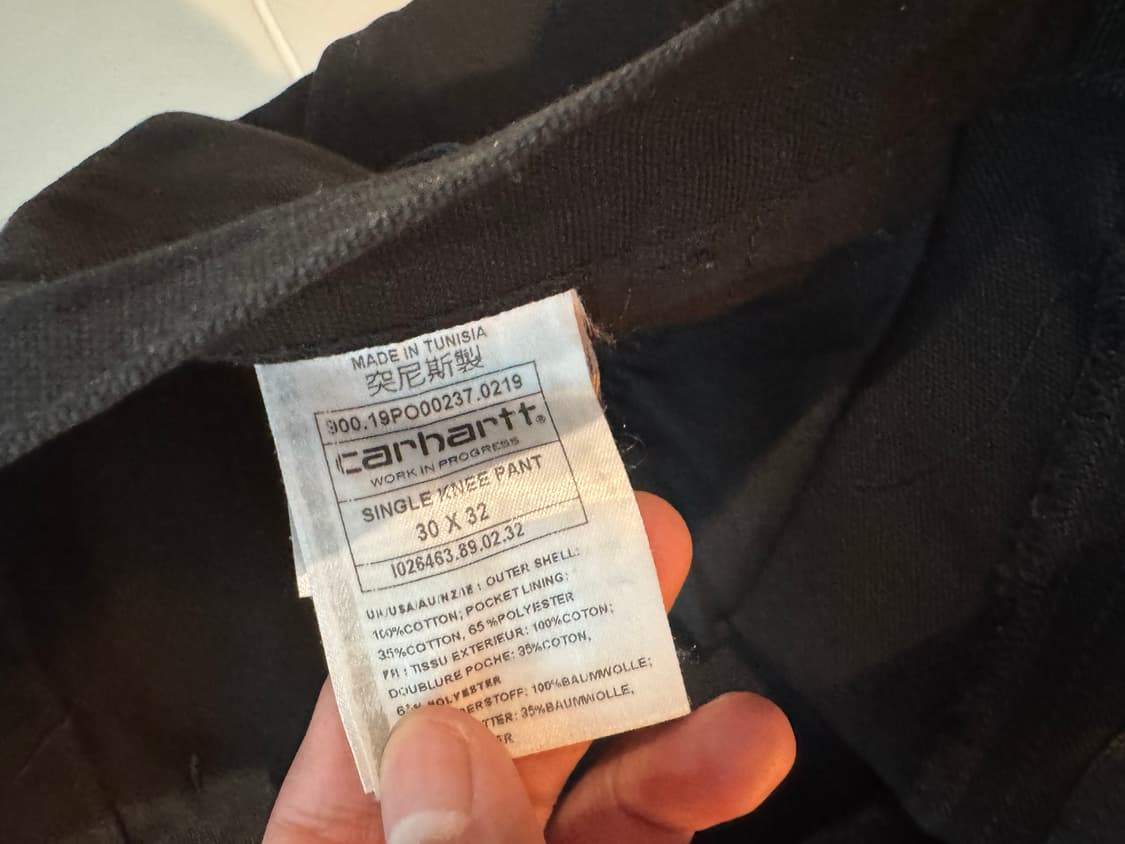 MADE IN TUNISIA
突尼斯製
900.19PO00237.0219
carhartt®
WORK IN PROGRESS
SINGLE KNEE PANT
30 X 32
I026463.89.02.32
UK/USA/AU/NZ/IE : OUTER SHELL:
100%COTTON; POCKET LINING:
35%COTTON, 65%POLYESTER
FR : TISSU EXTERIEUR: 100%COTON;
DOUBLURE POCHE: 35%COTON,
POLYESTER
100%BAUMWOLLE;
35%BAUMWOLLE,